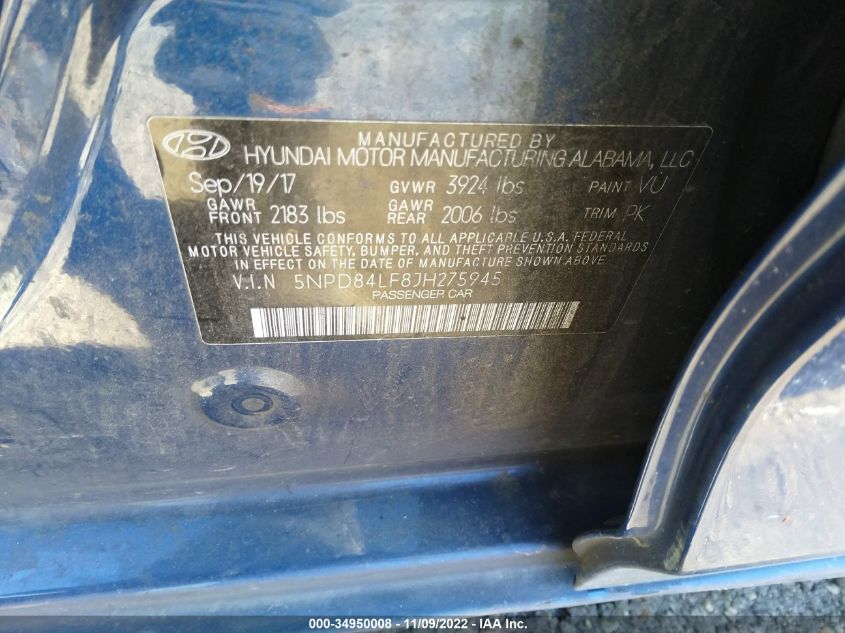 MANUFACTURED BY
HYUNDAI MOTOR MANUFACTURING ALABAMA, LLC
Sep/19/17 GVWR 3924 lbs PAINT VU
GAWR FRONT 2183 lbs GAWR REAR 2006 lbs TRIM PK
THIS VEHICLE CONFORMS TO ALL APPLICABLE U.S.A. FEDERAL
MOTOR VEHICLE SAFETY, BUMPER, AND THEFT PREVENTION STANDARDS
IN EFFECT ON THE DATE OF MANUFACTURE SHOWN ABOVE.
V.I.N 5NPD84LF8JH275945
PASSENGER CAR
000-34950008 - 11/09/2022 - © IAA Inc.